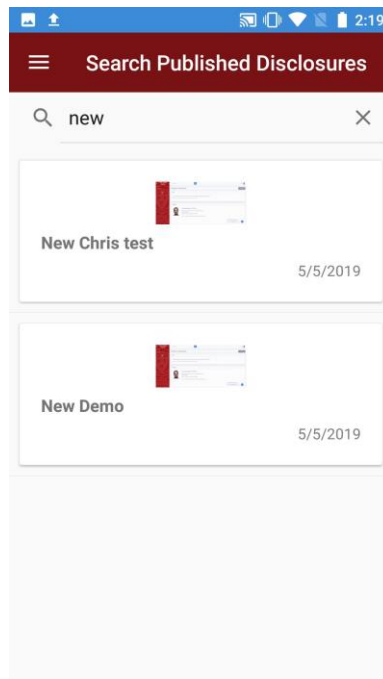 2:19
Search Published Disclosures
new
New Chris test
5/5/2019
New Demo
5/5/2019